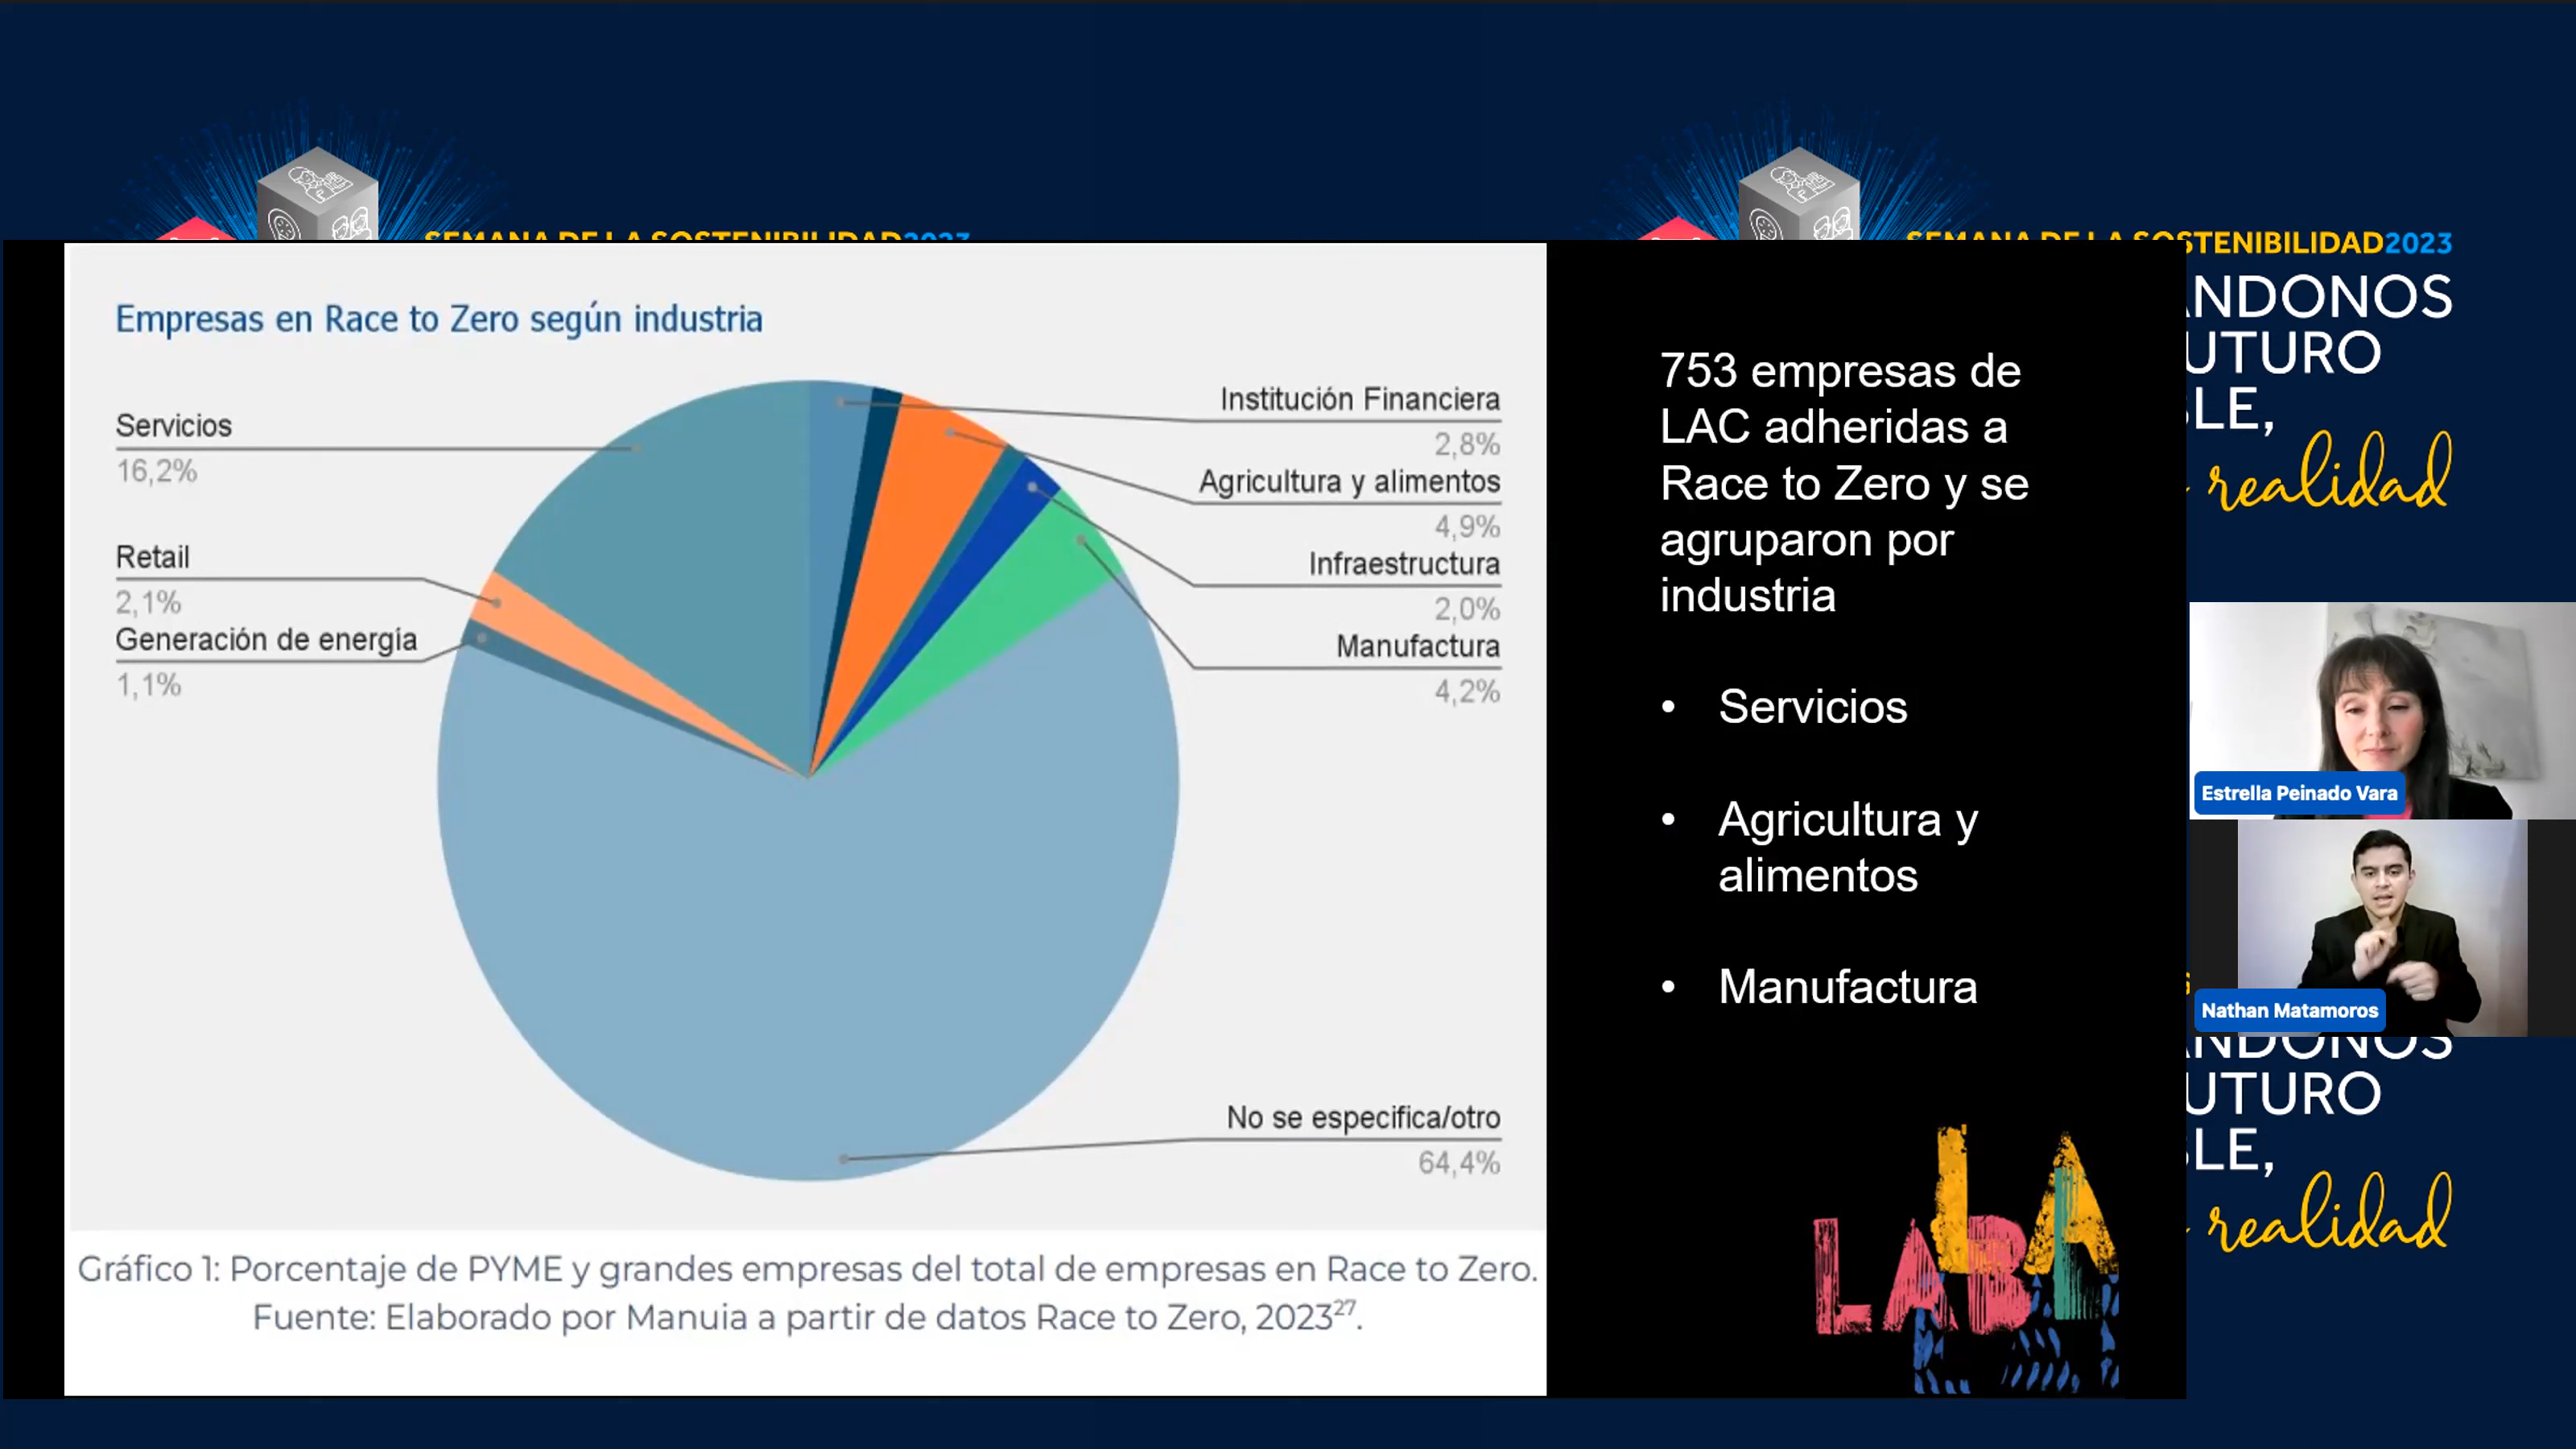 SEMANA DE LA SOSTENIBILIDAD2023
SEMANA DE LA SOSTENIBILIDAD2023
Empresas en Race to Zero según industria
Servicios
16,2%
Retail
2,1%
Generación de energía
1,1%
Institución Financiera
2,8%
Agricultura y alimentos
4,9%
Infraestructura
2,0%
Manufactura
4,2%
No se especifica/otro
64,4%
Gráfico 1: Porcentaje de PYME y grandes empresas del total de empresas en Race to Zero.
Fuente: Elaborado por Manuia a partir de datos Race to Zero, 2023²⁷.
753 empresas de
LAC adheridas a
Race to Zero y se
agruparon por
industria
• Servicios
• Agricultura y
alimentos
• Manufactura
LA
LAB
NDONOS
UTURO
LE,
realidad
Estrella Peinado Vara
Nathan Matamoros
NDONOS
UTURO
LE,
realidad